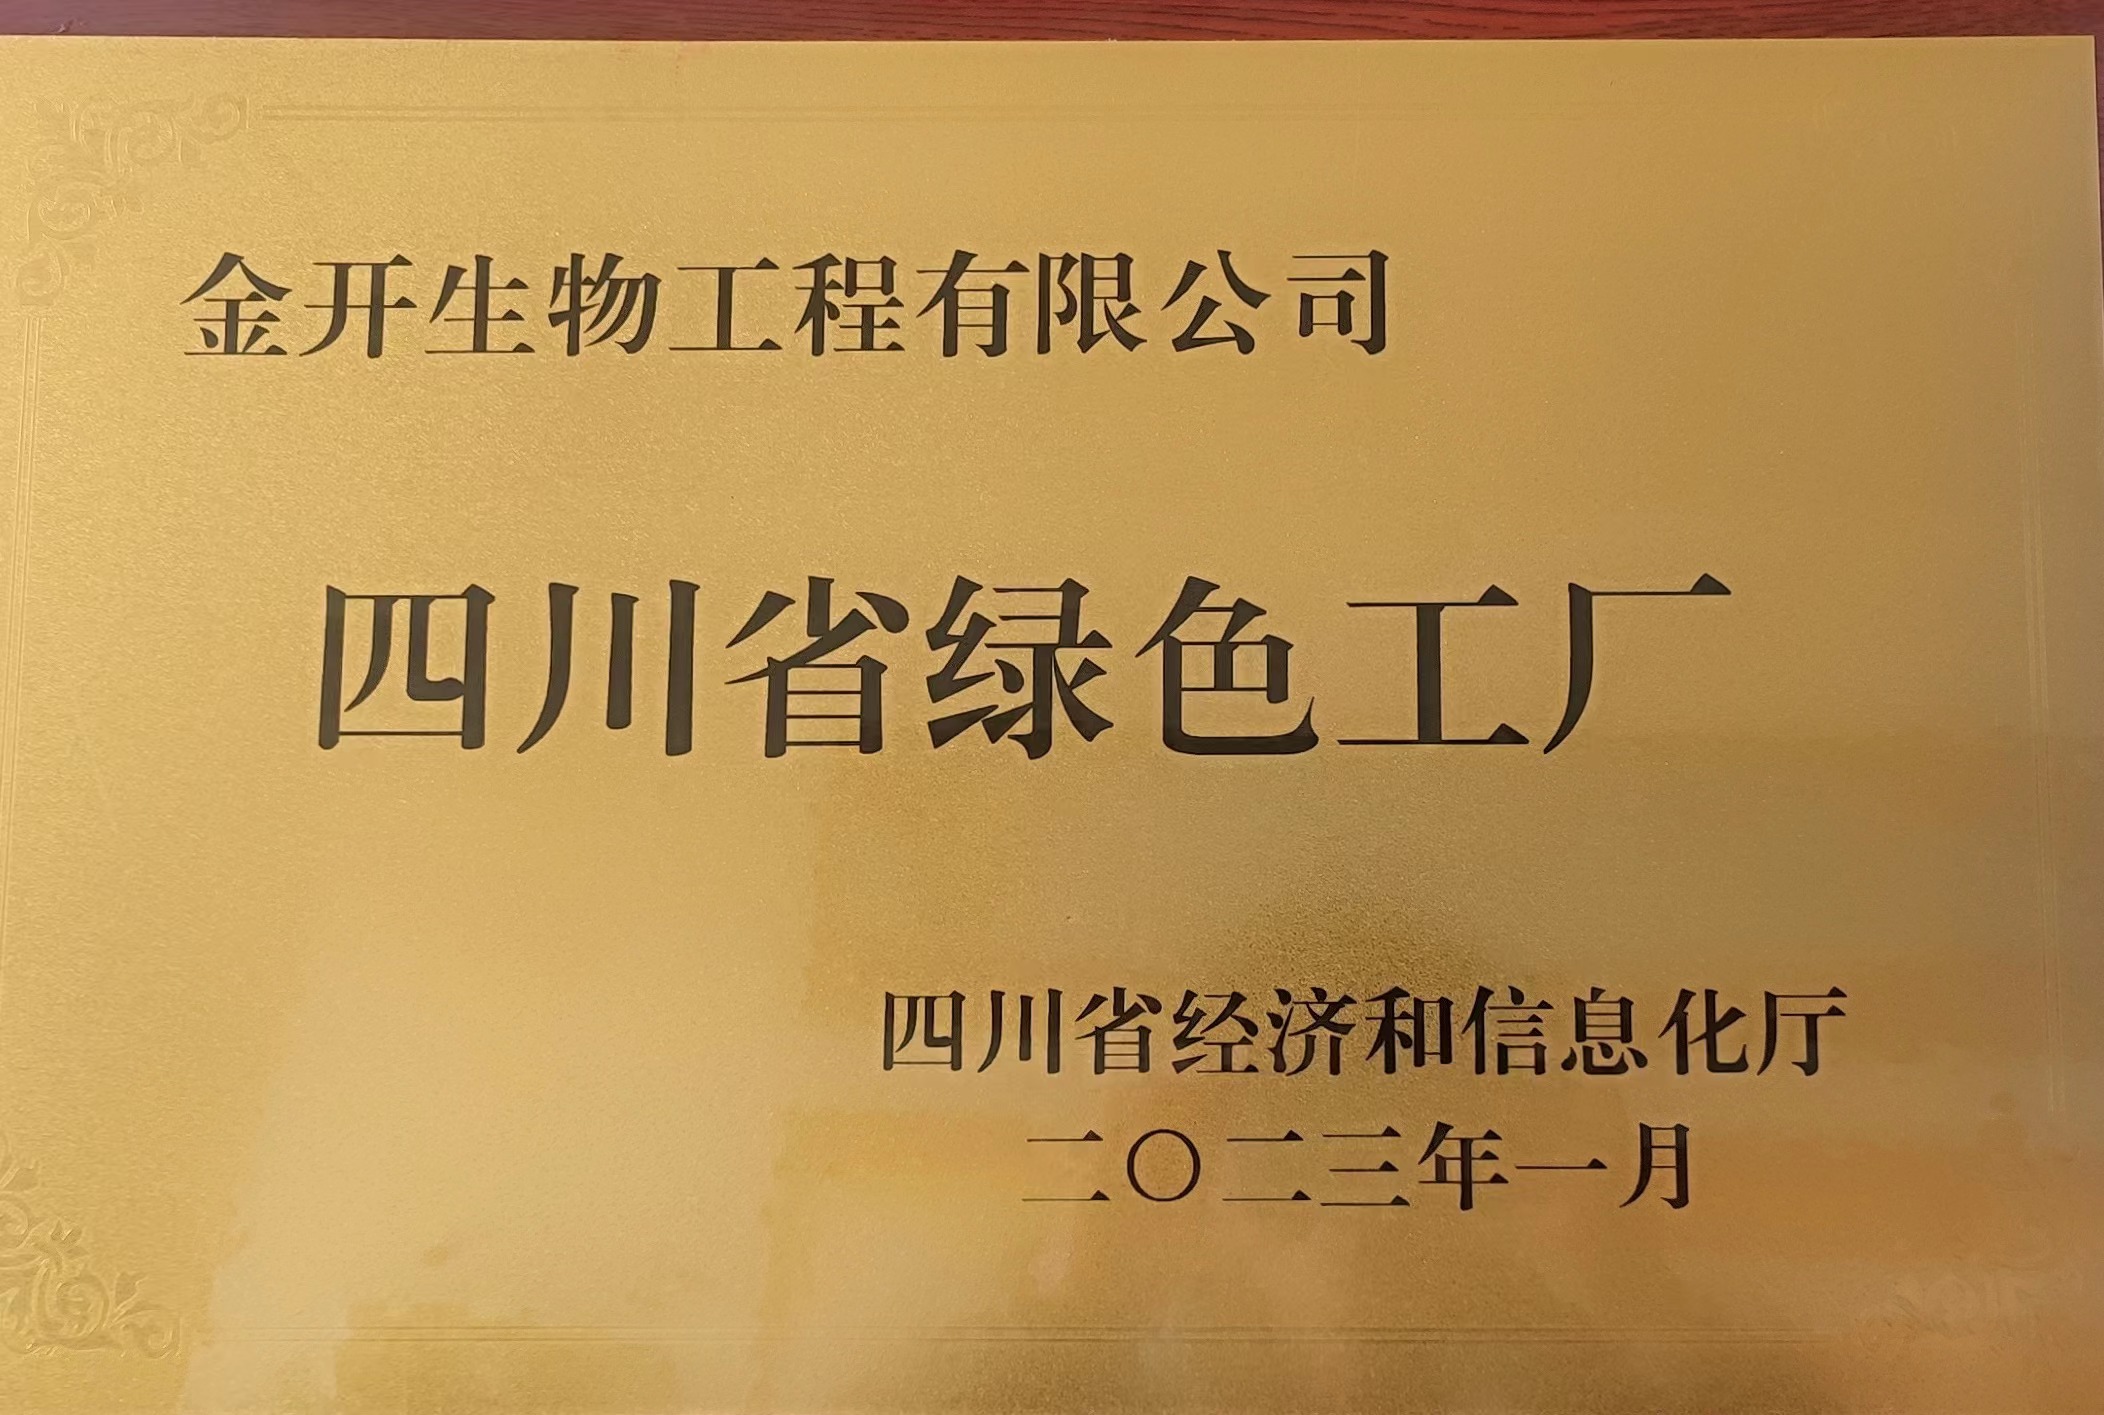 金开生物工程有限公司
四川省绿色工厂
四川省经济和信息化厅
二〇二三年一月